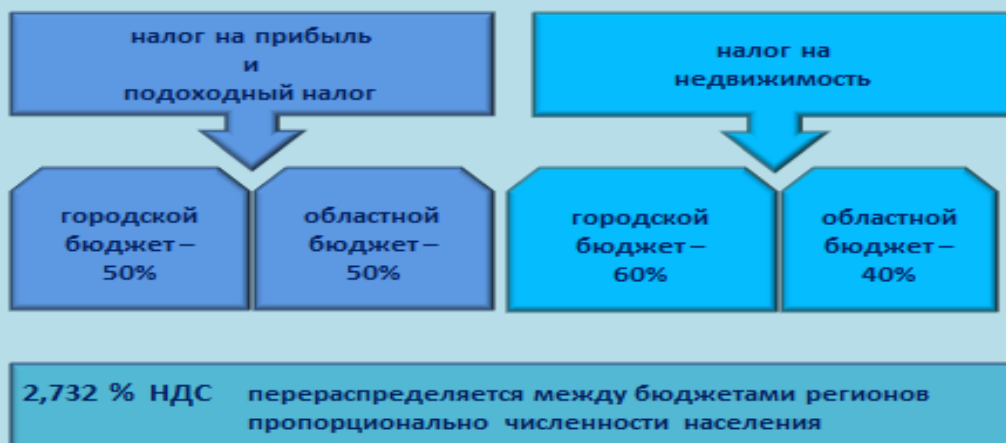 налог на прибыль
и
подоходный налог
налог на
недвижимость
городской
бюджет –
50%
областной
бюджет –
50%
городской
бюджет –
60%
областной
бюджет –
40%
2,732 % НДС перераспределяется между бюджетами регионов
пропорционально численности населения